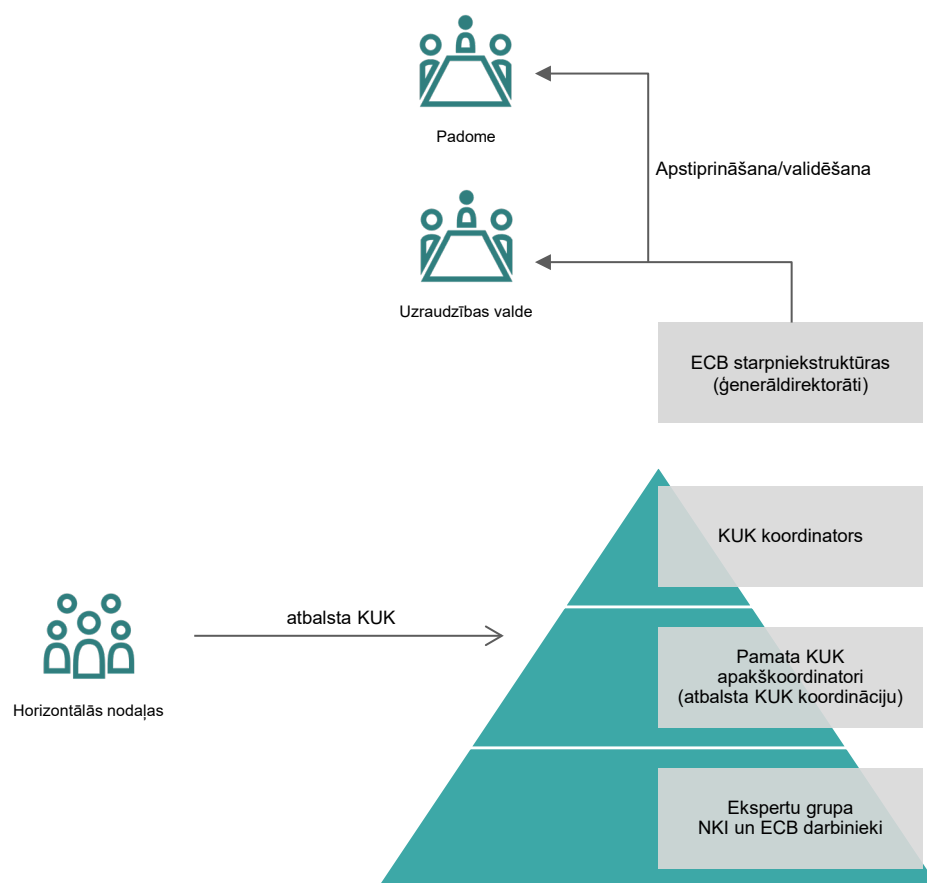 Padome
Apstiprināšana/validēšana
Uzraudzības valde
ECB starpniekstruktūras
(ģenerāldirektorāti)
KUK koordinators
atbalsta KUK
Pamata KUK
apakškoordinatori
(atbalsta KUK koordināciju)
Horizontālās nodaļas
Ekspertu grupa
NKI un ECB darbinieki